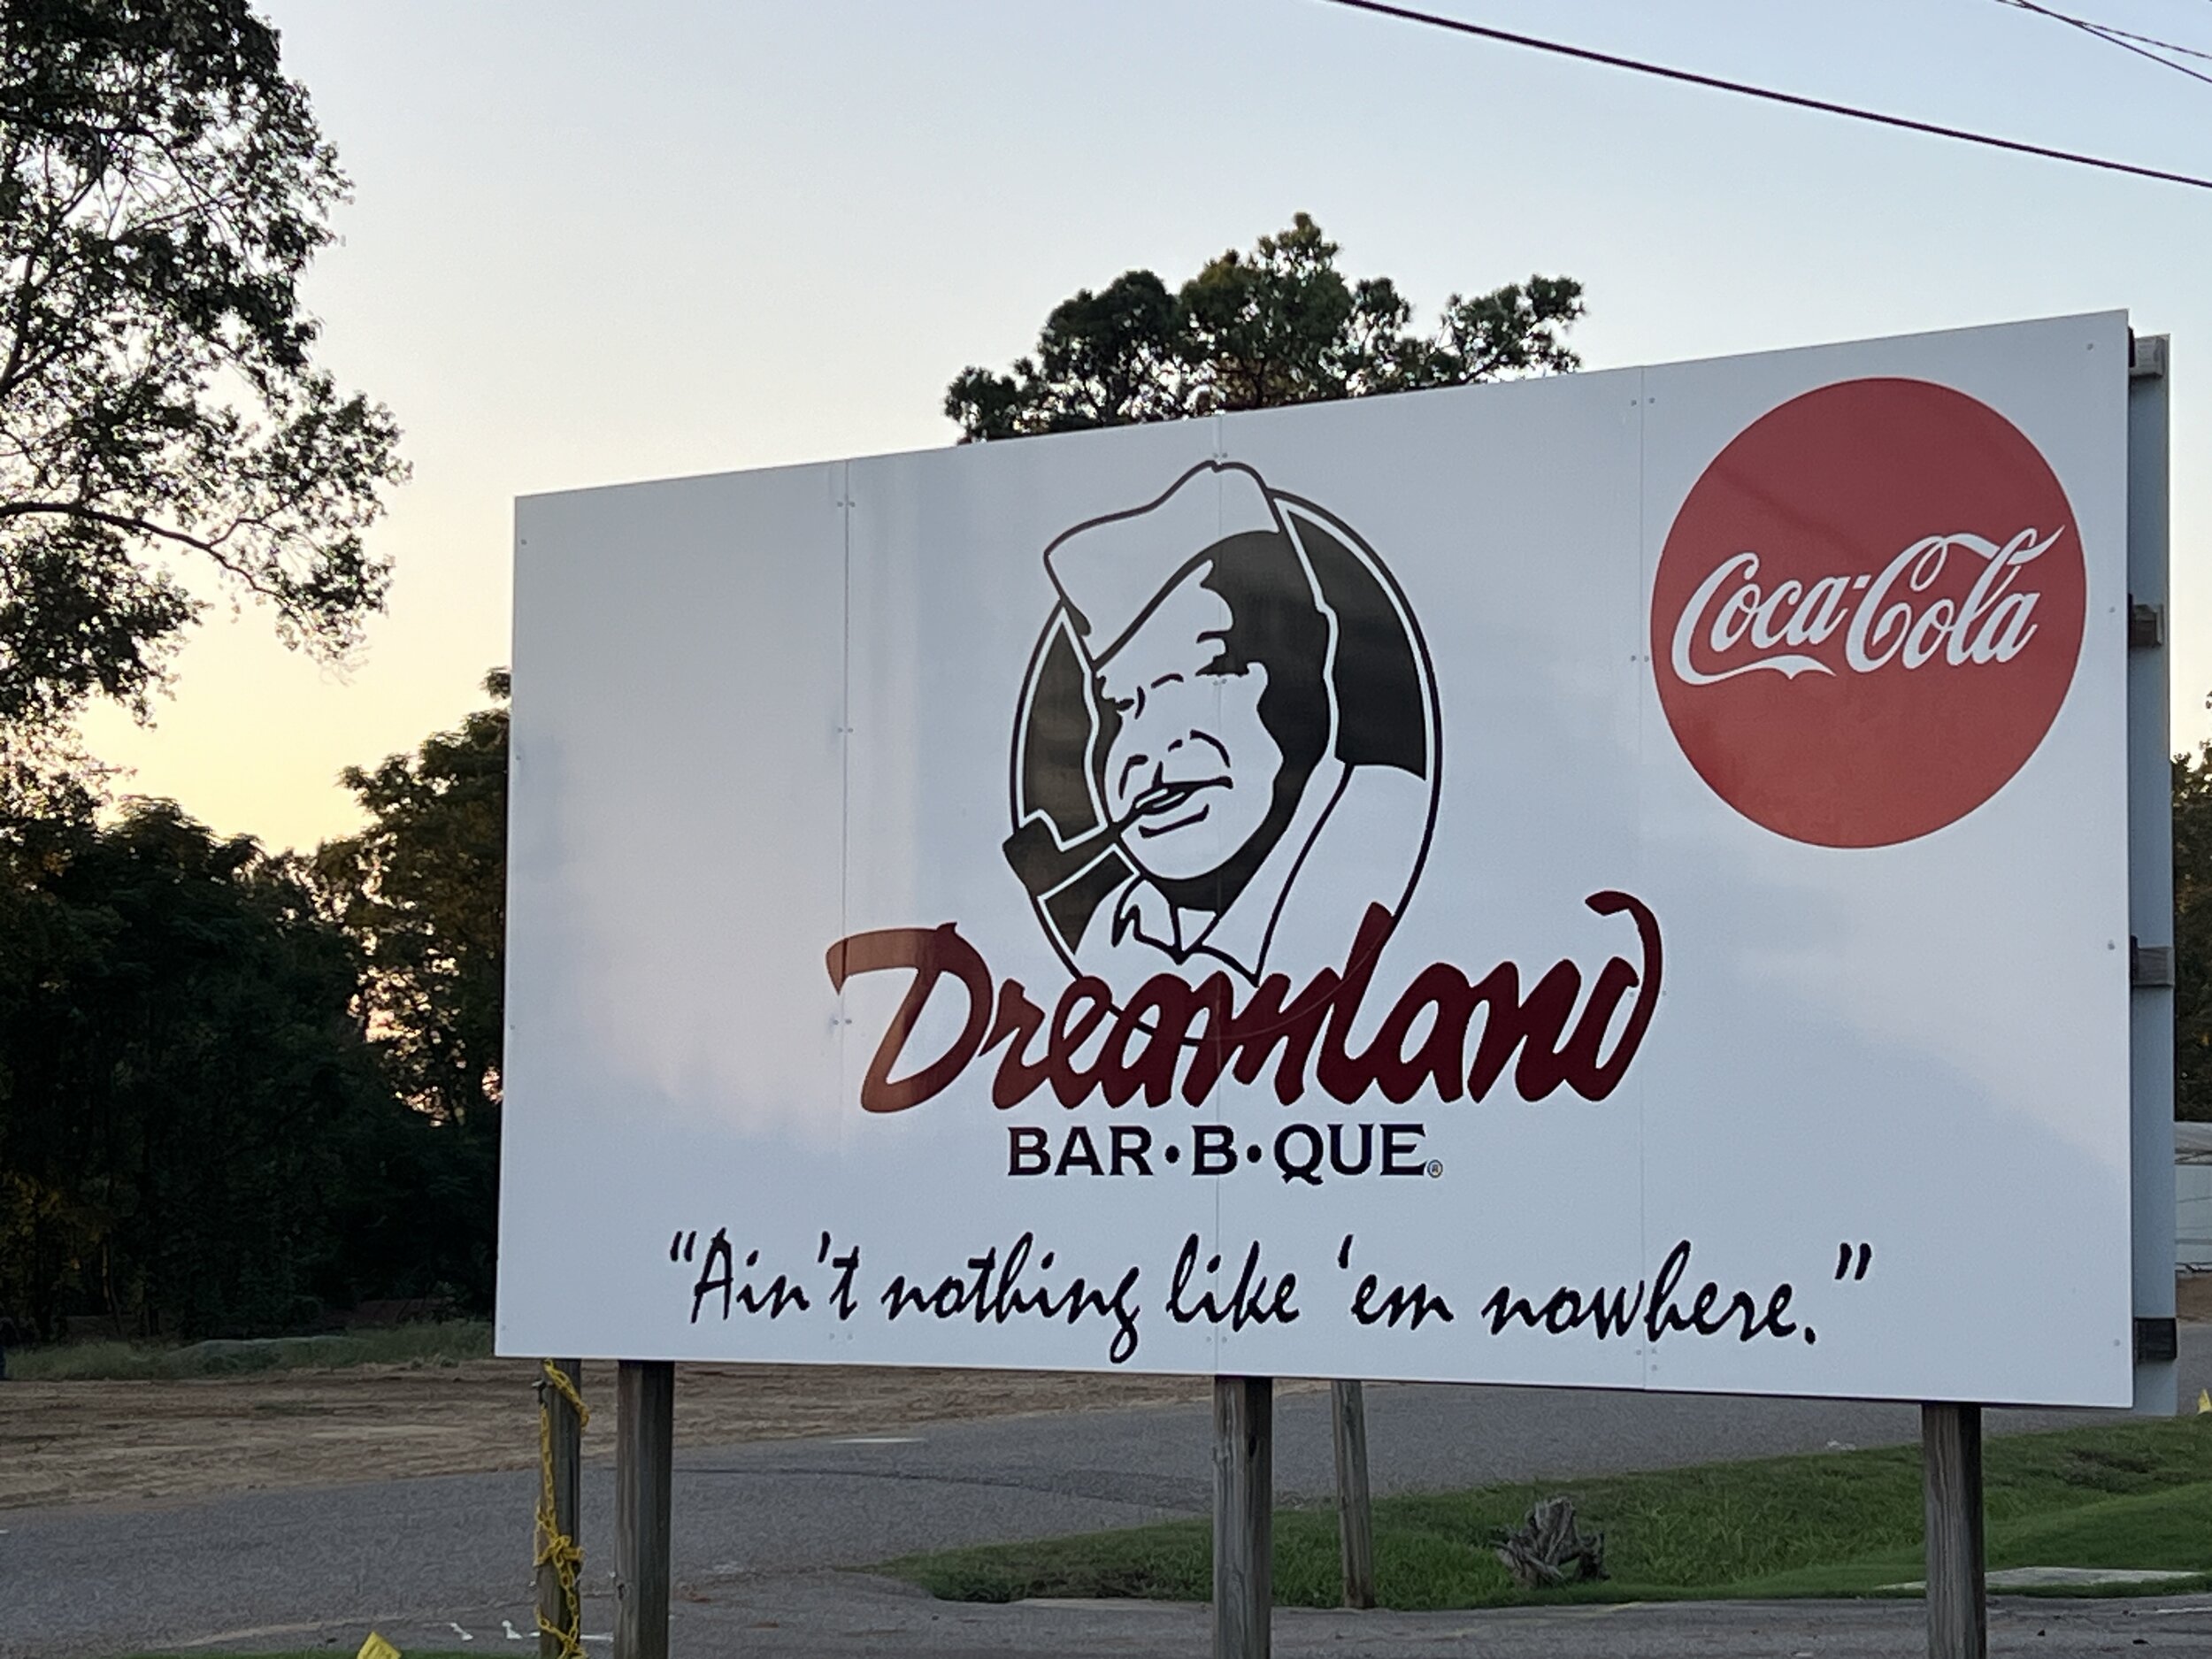 Coca-Cola
Dreamland
BAR•B•QUE®
“Ain't nothing like ‘em nowhere.”